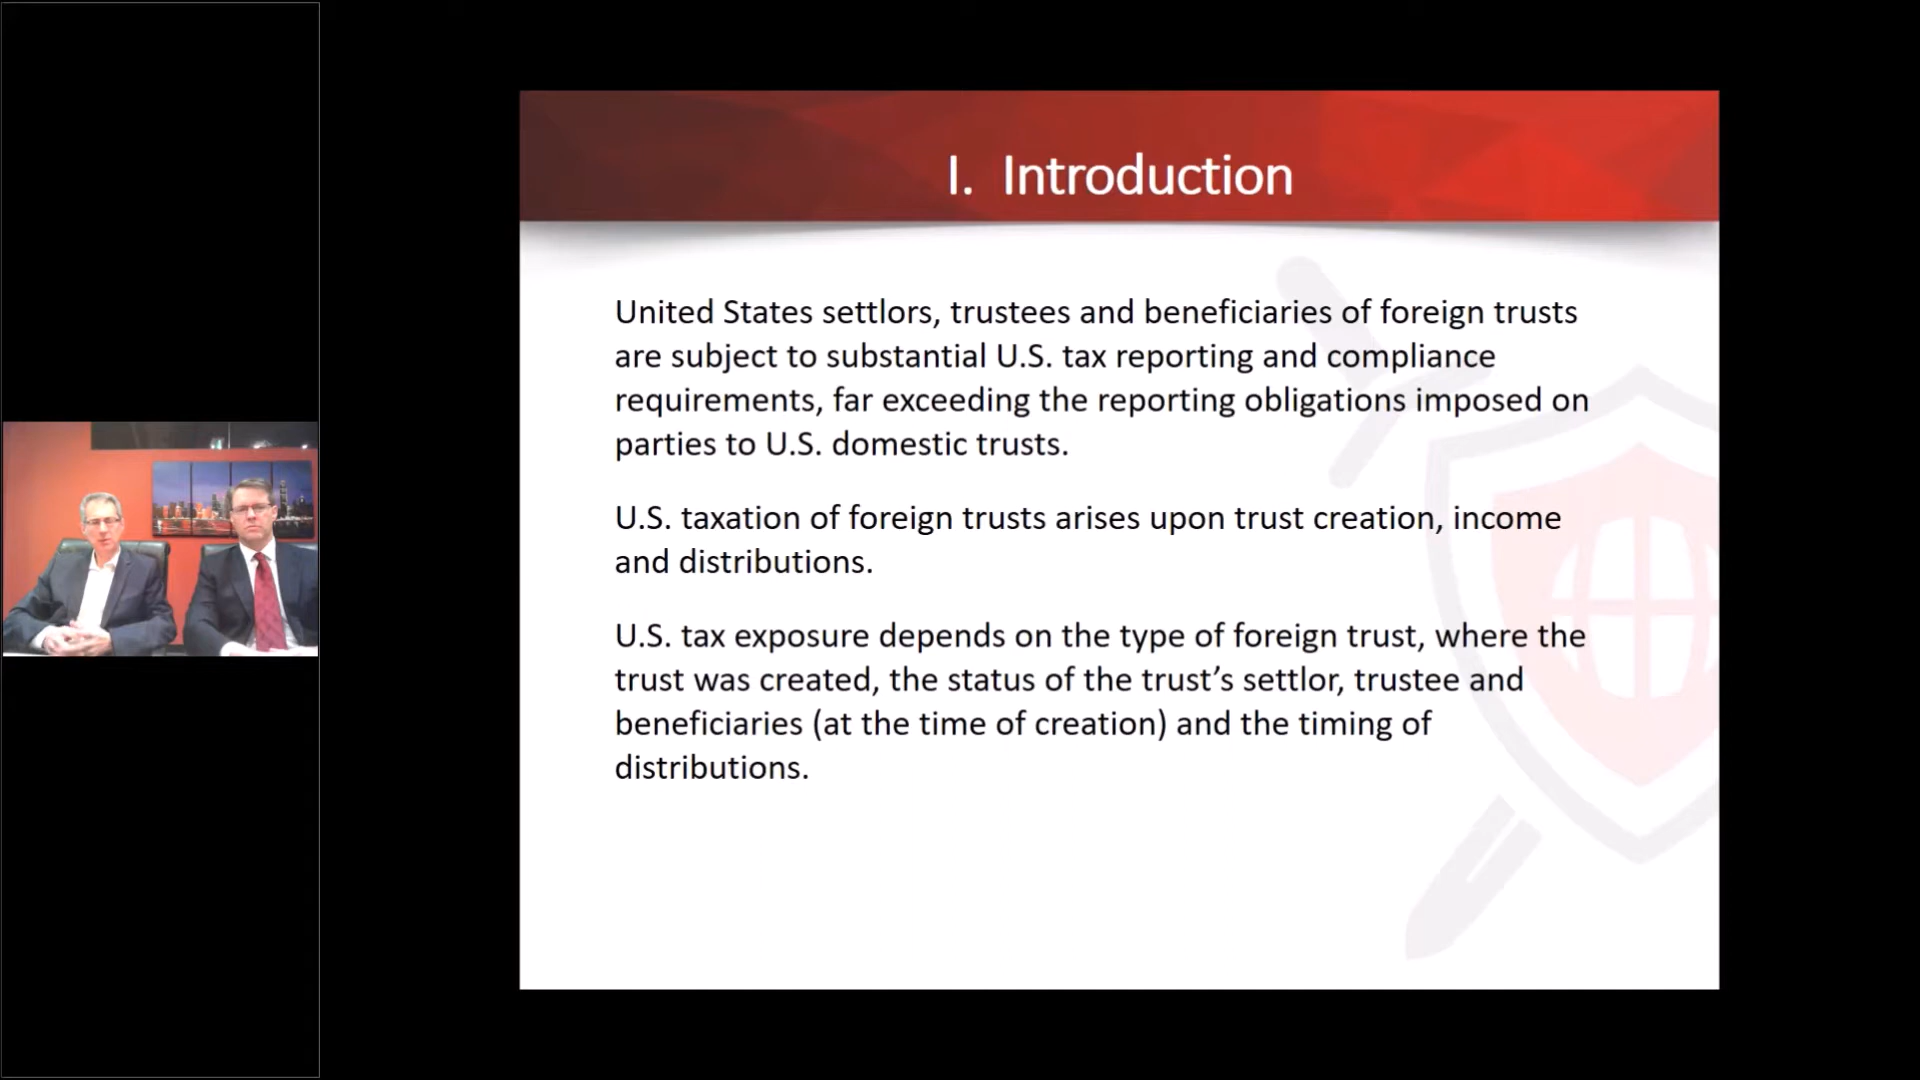 I. Introduction
United States settlors, trustees and beneficiaries of foreign trusts
are subject to substantial U.S. tax reporting and compliance
requirements, far exceeding the reporting obligations imposed on
parties to U.S. domestic trusts.
U.S. taxation of foreign trusts arises upon trust creation, income
and distributions.
U.S. tax exposure depends on the type of foreign trust, where the
trust was created, the status of the trust’s settlor, trustee and
beneficiaries (at the time of creation) and the timing of
distributions.